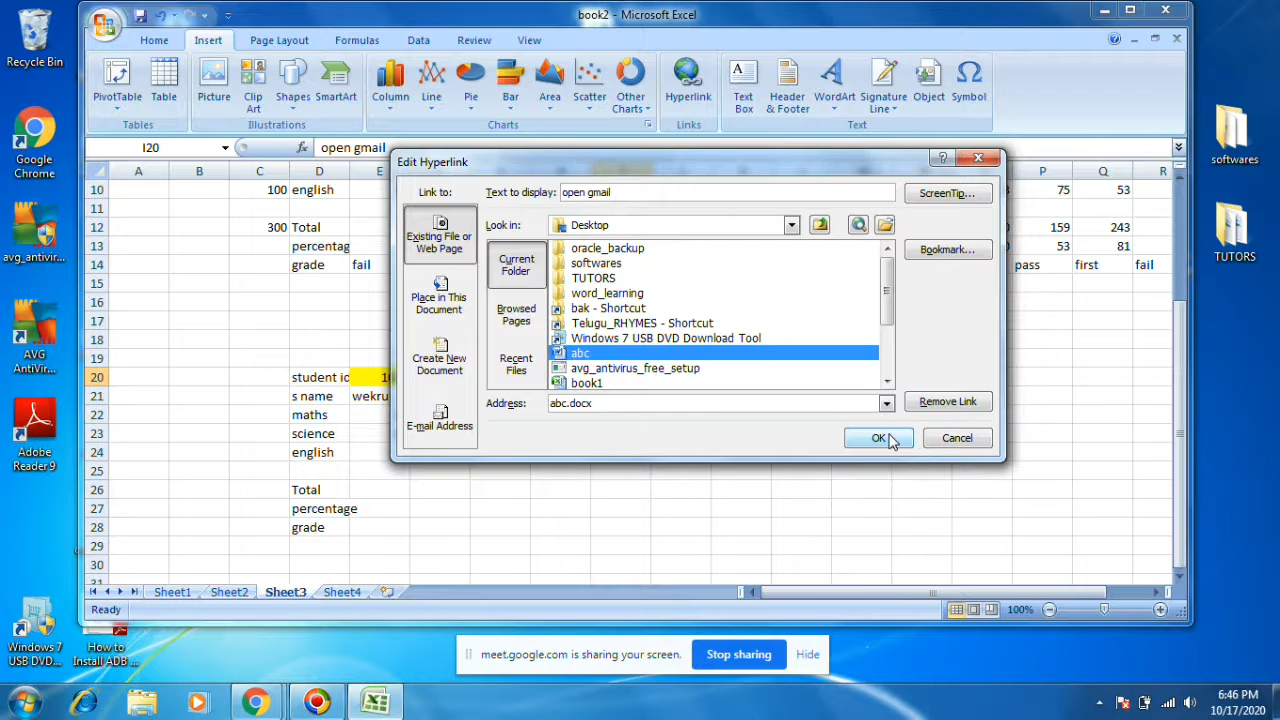 book2 - Microsoft Excel
Home Insert Page Layout Formulas Data Review View
PivotTable Table Picture Clip Art Shapes SmartArt Column Line Pie Bar Area Scatter Other Charts Hyperlink Text Box Header & Footer WordArt Signature Line Object Symbol
Tables Illustrations Charts Links Text
I20 fx open gmail
A B C D E P Q R
10 100 english 75 53
11
12 300 Total 159 243
13 percentag 53 81
14 grade fail pass first fail
15
16
17
18
19
20 student id
21 s name wekru
22 maths
23 science
24 english
25
26 Total
27 percentage
28 grade
29
30
31
Edit Hyperlink
Link to: Text to display: open gmail ScreenTip...
Existing File or Web Page
Look in: Desktop
Place in This Document
Create New Document
E-mail Address
Current Folder
Browsed Pages
Recent Files
oracle_backup
softwares
TUTORS
word_learning
bak - Shortcut
Telugu_RHYMES - Shortcut
Windows 7 USB DVD Download Tool
abc
avg_antivirus_free_setup
book1
Bookmark...
Address: abc.docx Remove Link
OK Cancel
Sheet1 Sheet2 Sheet3 Sheet4
Ready 100%
Recycle Bin
Google Chrome
avg_antivir...
AVG AntiVir...
Adobe Reader 9
Windows 7 USB DVD...
How to Install ADB ...
softwares
TUTORS
meet.google.com is sharing your screen. Stop sharing Hide
6:46 PM
10/17/2020